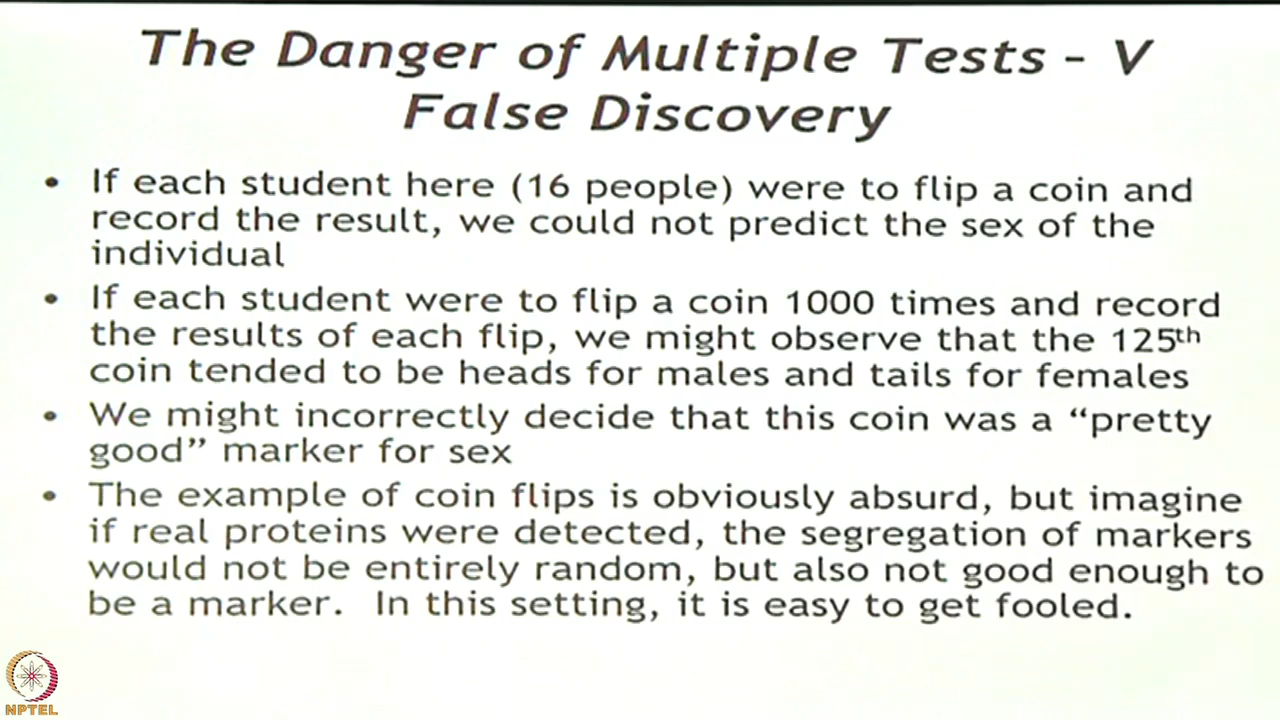 The Danger of Multiple Tests - V
False Discovery
• If each student here (16 people) were to flip a coin and
record the result, we could not predict the sex of the
individual
• If each student were to flip a coin 1000 times and record
the results of each flip, we might observe that the 125th
coin tended to be heads for males and tails for females
• We might incorrectly decide that this coin was a “pretty
good” marker for sex
• The example of coin flips is obviously absurd, but imagine
if real proteins were detected, the segregation of markers
would not be entirely random, but also not good enough to
be a marker. In this setting, it is easy to get fooled.
NPTEL